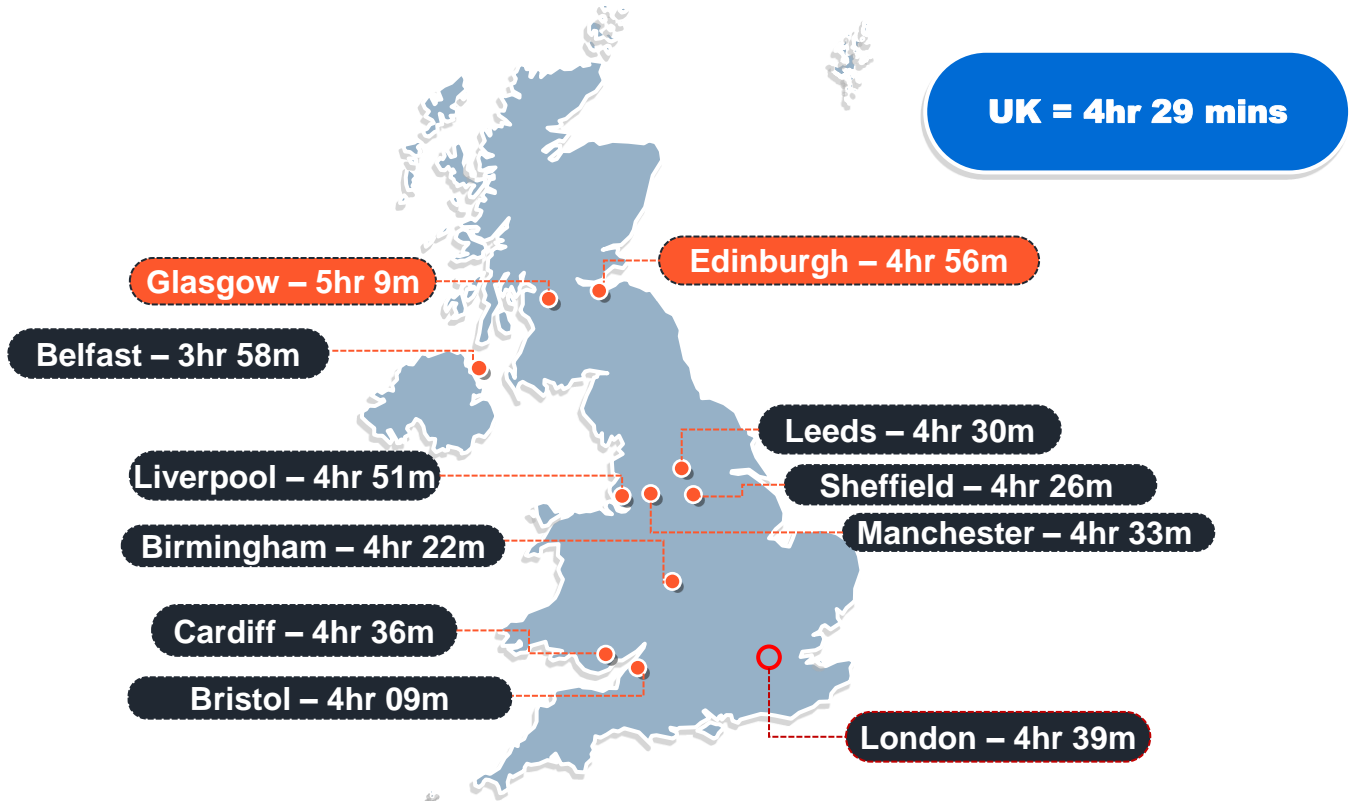 UK = 4hr 29 mins
Edinburgh – 4hr 56m
Glasgow – 5hr 9m
Belfast – 3hr 58m
Leeds – 4hr 30m
Liverpool – 4hr 51m
Sheffield – 4hr 26m
Manchester – 4hr 33m
Birmingham – 4hr 22m
Cardiff – 4hr 36m
Bristol – 4hr 09m
London – 4hr 39m